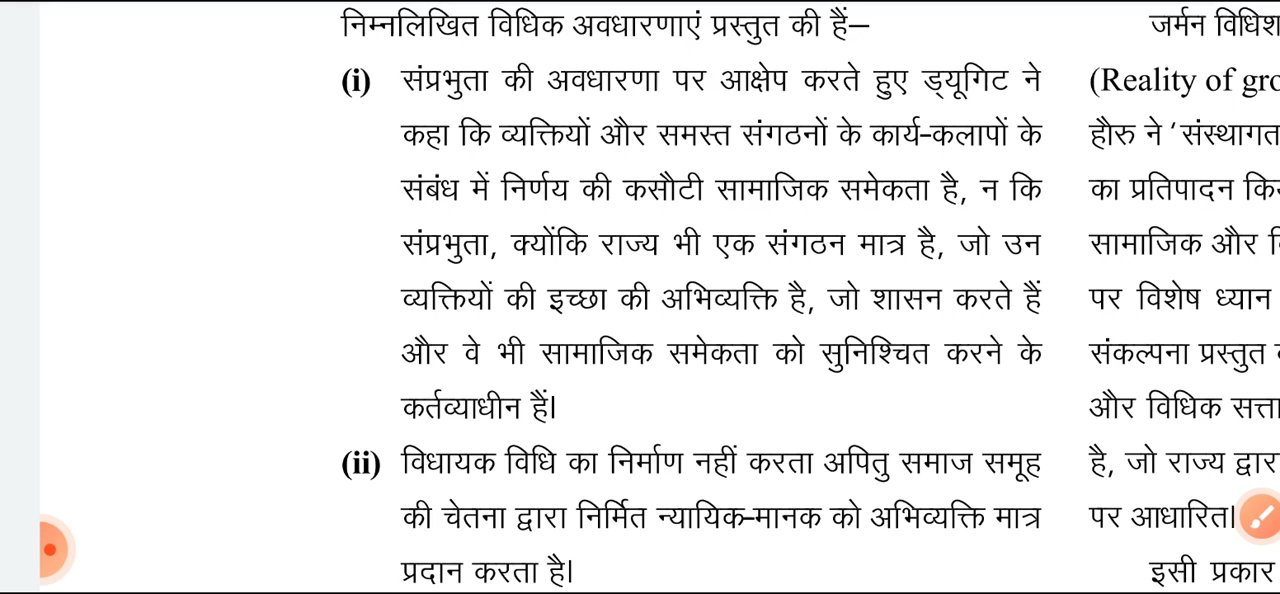 निम्नलिखित विधिक अवधारणाएं प्रस्तुत की हैं—
(i) संप्रभुता की अवधारणा पर आक्षेप करते हुए ड्यूगिट ने
कहा कि व्यक्तियों और समस्त संगठनों के कार्य-कलापों के
संबंध में निर्णय की कसौटी सामाजिक समेकता है, न कि
संप्रभुता, क्योंकि राज्य भी एक संगठन मात्र है, जो उन
व्यक्तियों की इच्छा की अभिव्यक्ति है, जो शासन करते हैं
और वे भी सामाजिक समेकता को सुनिश्चित करने के
कर्तव्याधीन हैं।
(ii) विधायक विधि का निर्माण नहीं करता अपितु समाज समूह
की चेतना द्वारा निर्मित न्यायिक-मानक को अभिव्यक्ति मात्र
प्रदान करता है।
जर्मन
(Reality of
हौरु ने ‘संस्थागत
का प्रतिपादन
सामाजिक और
पर विशेष ध्यान
संकल्पना प्रस्तुत
और विधिक सत्ता
है, जो राज्य
पर आधारित।
इसी प्रकार